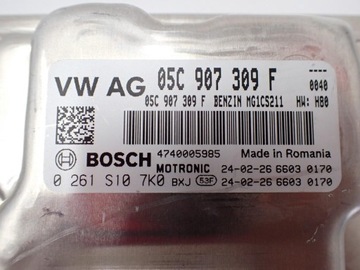 VW AG 05C 907 309 F 0040
05C 907 309 F BENZIN MG1CS211 HW: H80
BOSCH 4740005985 Made in Romania
MOTRONIC 24-02-26 6603 0170
0 261 S10 7K0 BXJ 53F 24-02-26 6603 0170